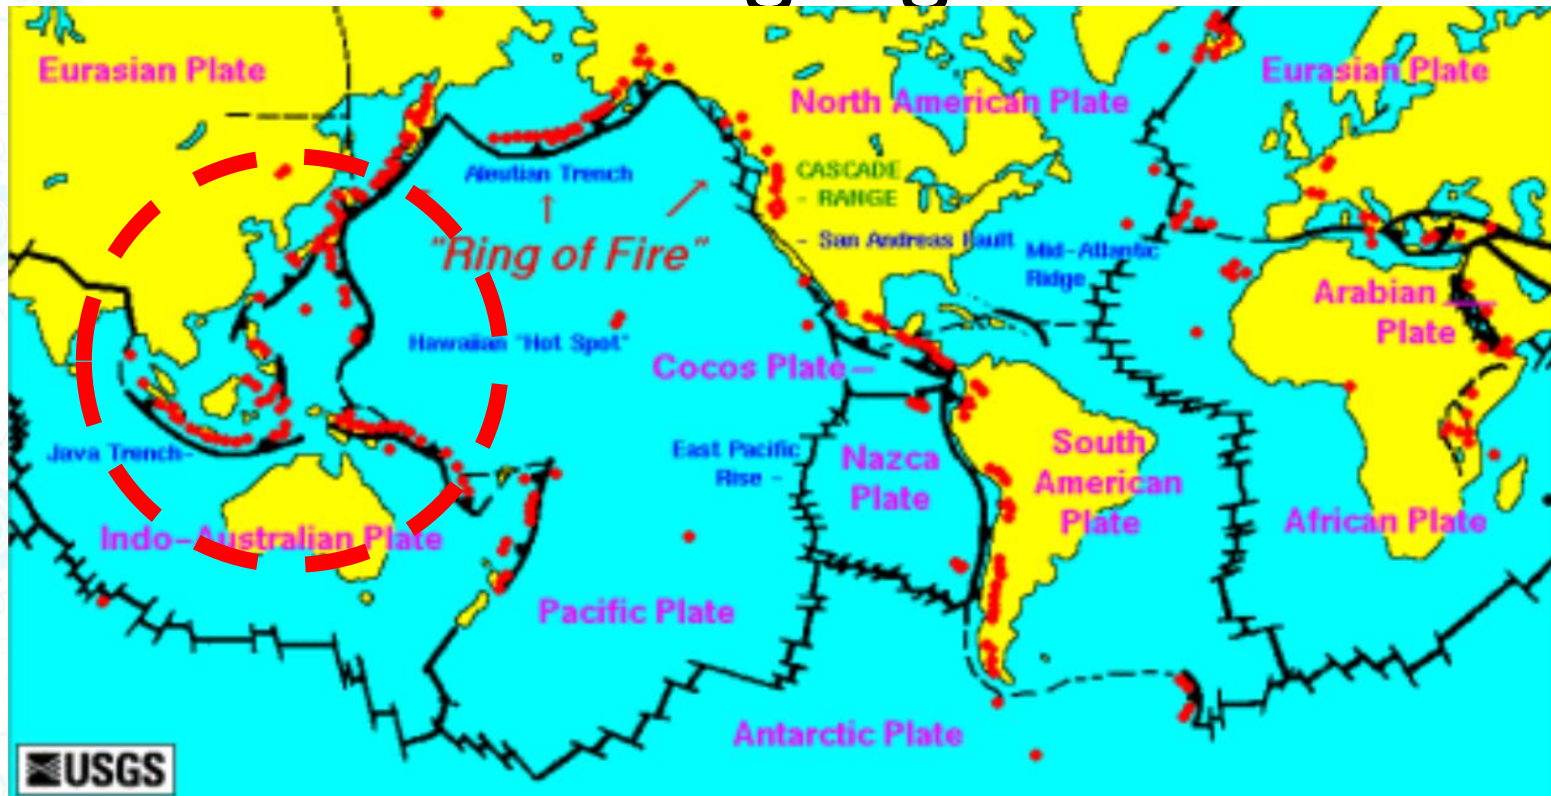 Eurasian Plate
Eurasian Plate
North American Plate
Aleutian Trench
CASCADE
- RANGE
"Ring of Fire"
- San Andreas Fault
Mid-Atlantic
Ridge
Arabian
Plate
Hawaiian "Hot Spot"
Cocos Plate
Java Trench
East Pacific
Rise -
Nazca
Plate
South
American
Plate
African Plate
Indo-Australian Plate
Pacific Plate
Antarctic Plate
USGS